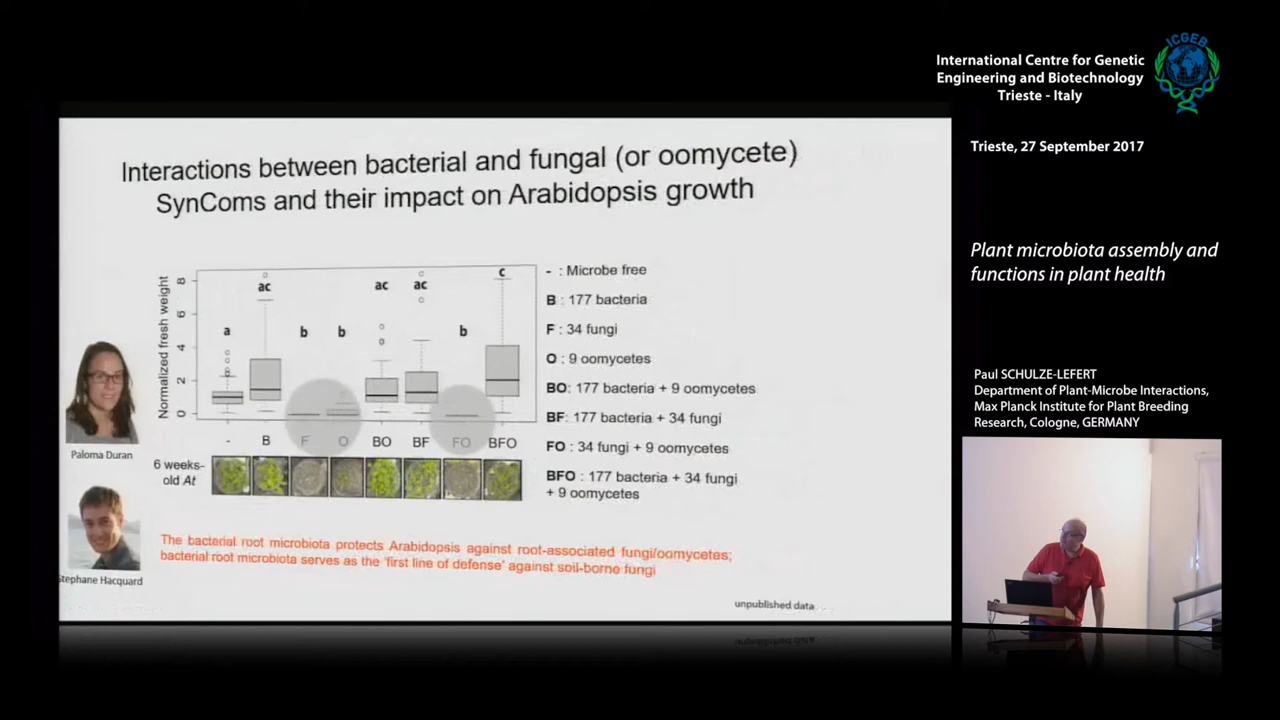 ICGEB
International Centre for Genetic
Engineering and Biotechnology
Trieste - Italy
Trieste, 27 September 2017
Plant microbiota assembly and
functions in plant health
Paul SCHULZE-LEFERT
Department of Plant-Microbe Interactions,
Max Planck Institute for Plant Breeding
Research, Cologne, GERMANY
Interactions between bacterial and fungal (or oomycete)
SynComs and their impact on Arabidopsis growth
Normalized fresh weight
8
6
4
2
0
a
ac
b
b
ac
ac
b
c
-
B
F
O
BO
BF
FO
BFO
6 weeks-
old At
- : Microbe free
B : 177 bacteria
F : 34 fungi
O : 9 oomycetes
BO: 177 bacteria + 9 oomycetes
BF : 177 bacteria + 34 fungi
FO : 34 fungi + 9 oomycetes
BFO : 177 bacteria + 34 fungi
+ 9 oomycetes
Paloma Duran
Stephane Hacquard
The bacterial root microbiota protects Arabidopsis against root-associated fungi/oomycetes;
bacterial root microbiota serves as the 'first line of defense' against soil-borne fungi
unpublished data